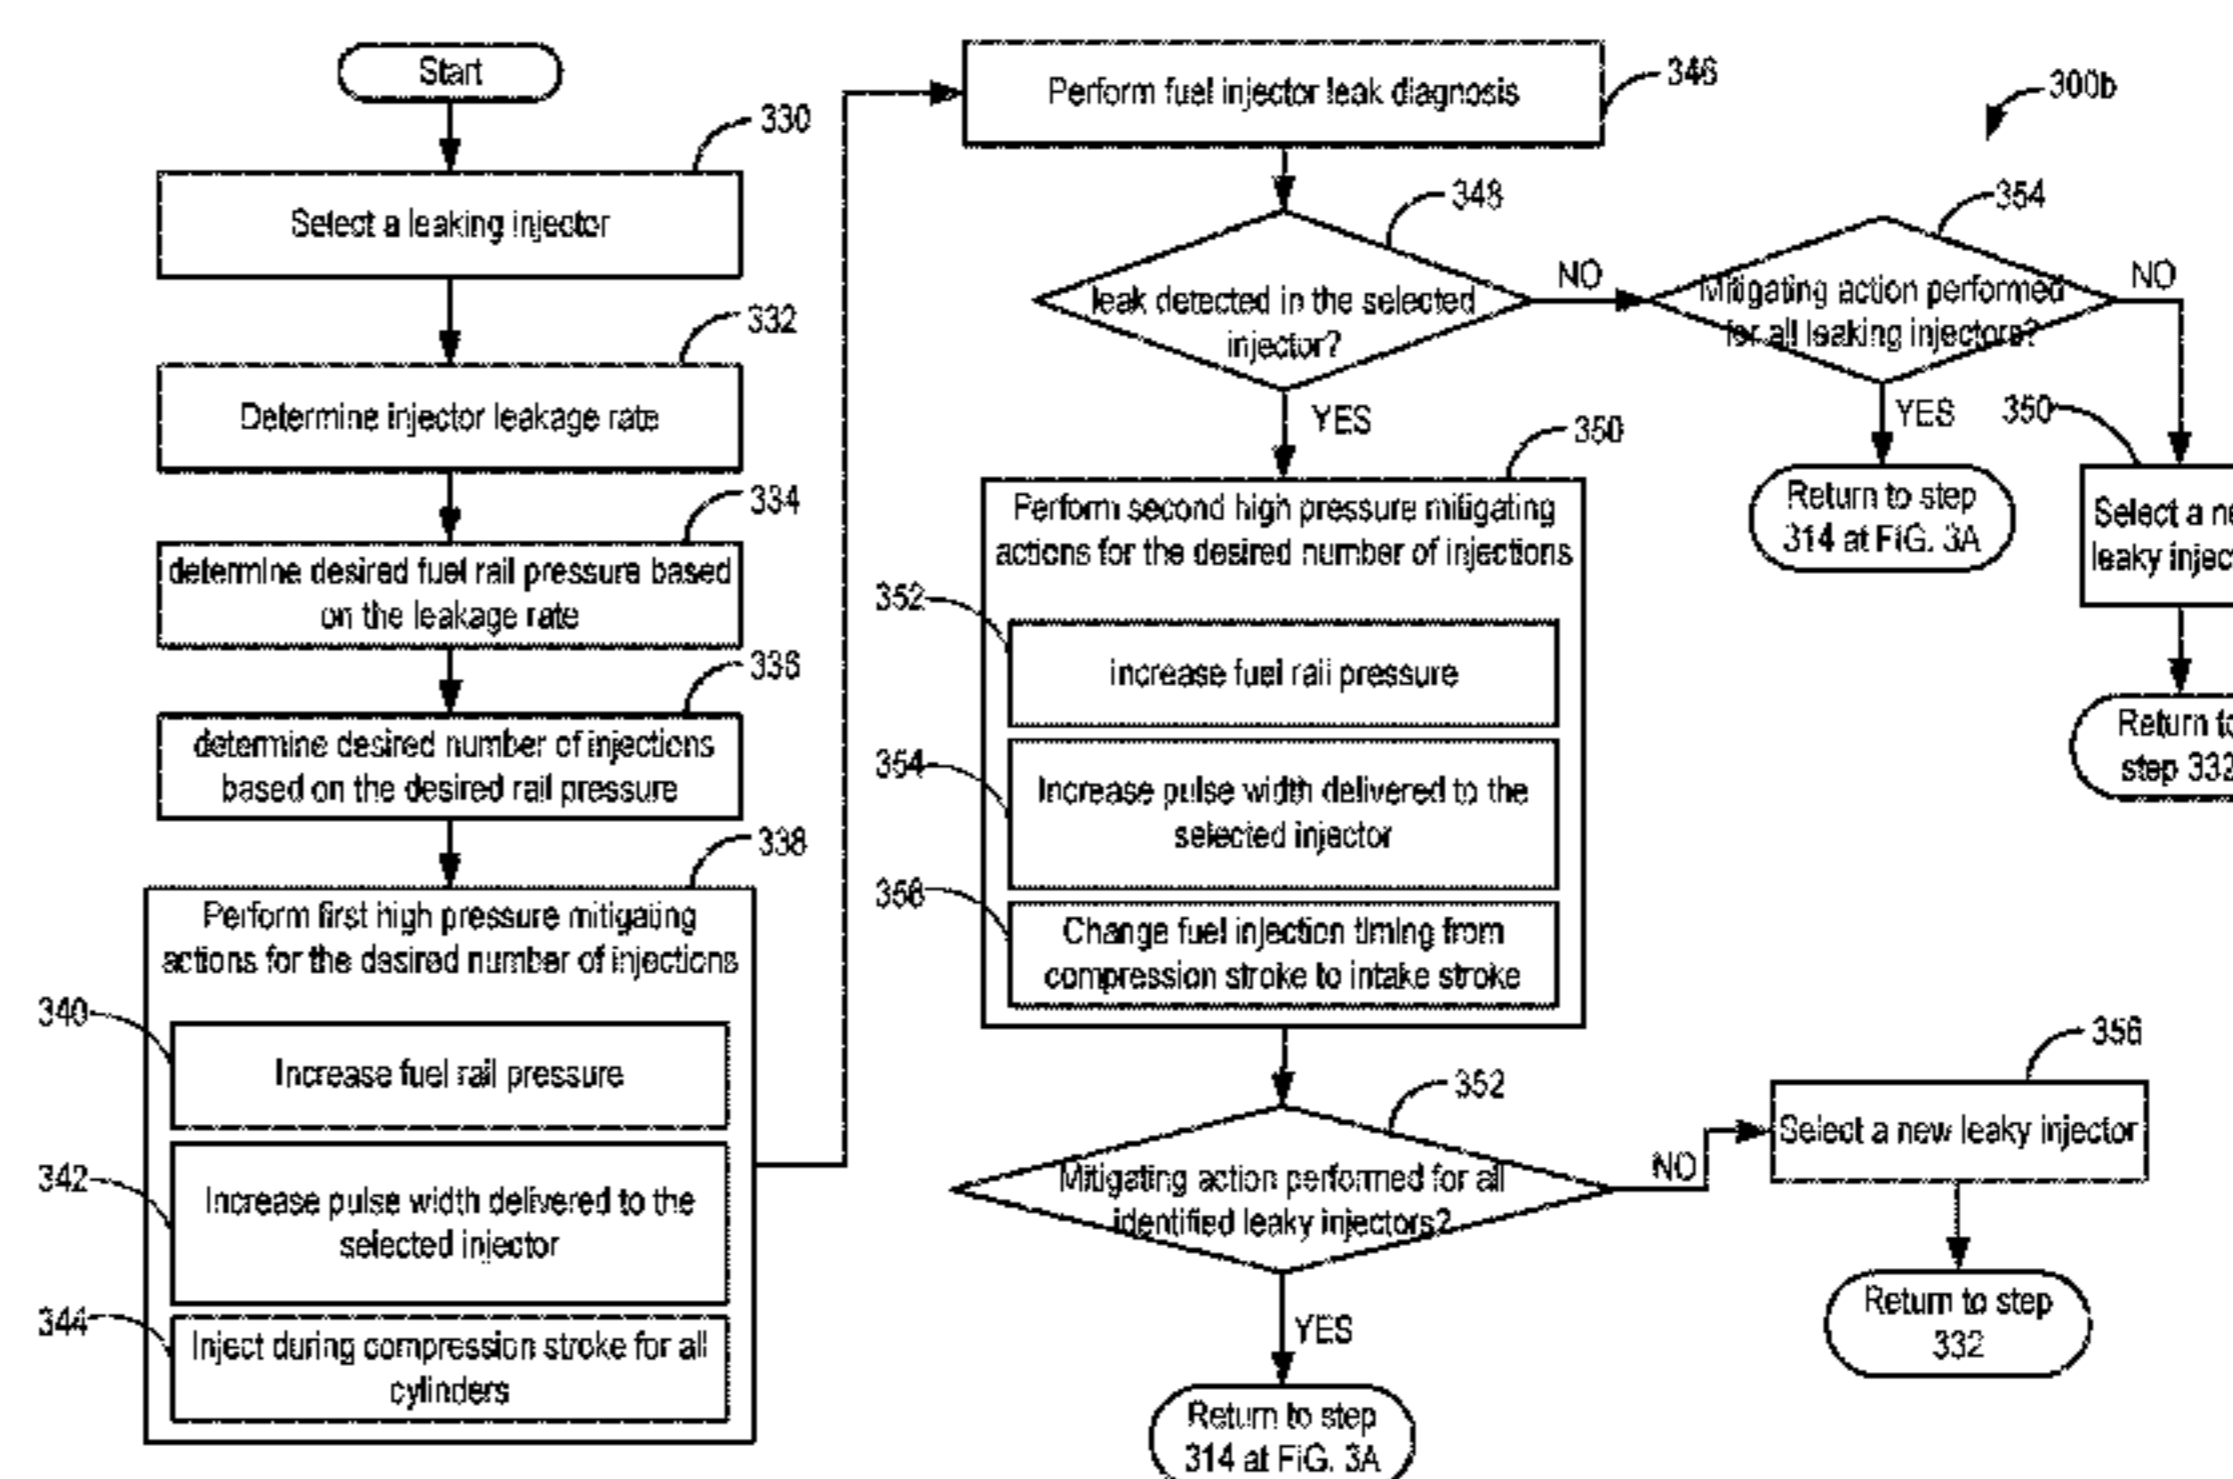 Start
330
Select a leaking injector
332
Determine injector leakage rate
334
determine desired fuel rail pressure based
on the leakage rate
336
determine desired number of injections
based on the desired rail pressure
338
Perform first high pressure mitigating
actions for the desired number of injections
340
Increase fuel rail pressure
342
Increase pulse width delivered to the
selected injector
344
Inject during compression stroke for all
cylinders
346
Perform fuel injector leak diagnosis
300b
348
leak detected in the selected
injector?
NO
YES
354
Mitigating action performed
for all leaking injectors?
NO
YES
Return to step
314 at FIG. 3A
350
Select a ne
leaky injec
Return to
step 332
350
Perform second high pressure mitigating
actions for the desired number of injections
352
increase fuel rail pressure
354
Increase pulse width delivered to the
selected injector
356
Change fuel injection timing from
compression stroke to intake stroke
352
Mitigating action performed for all
identified leaky injectors?
NO
YES
356
Select a new leaky injector
Return to step
332
Return to step
314 at FIG. 3A